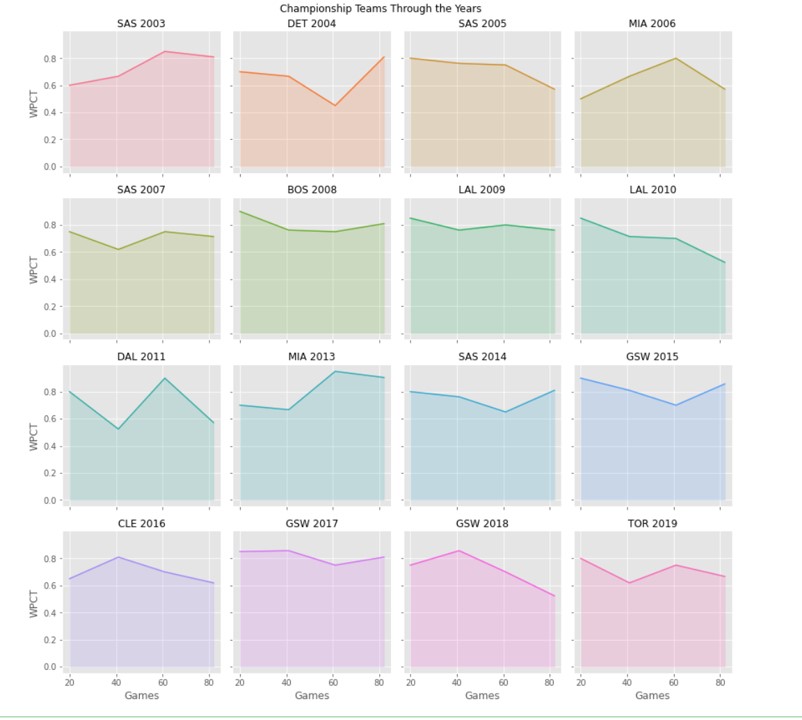 Championship Teams Through the Years
SAS 2003 DET 2004 SAS 2005 MIA 2006
0.8
0.6
0.4
0.2
0.0
WPCT
SAS 2007 BOS 2008 LAL 2009 LAL 2010
0.8
0.6
0.4
0.2
0.0
WPCT
DAL 2011 MIA 2013 SAS 2014 GSW 2015
0.8
0.6
0.4
0.2
0.0
WPCT
CLE 2016 GSW 2017 GSW 2018 TOR 2019
0.8
0.6
0.4
0.2
0.0
WPCT
20 40 60 80 20 40 60 80 20 40 60 80 20 40 60 80
Games Games Games Games